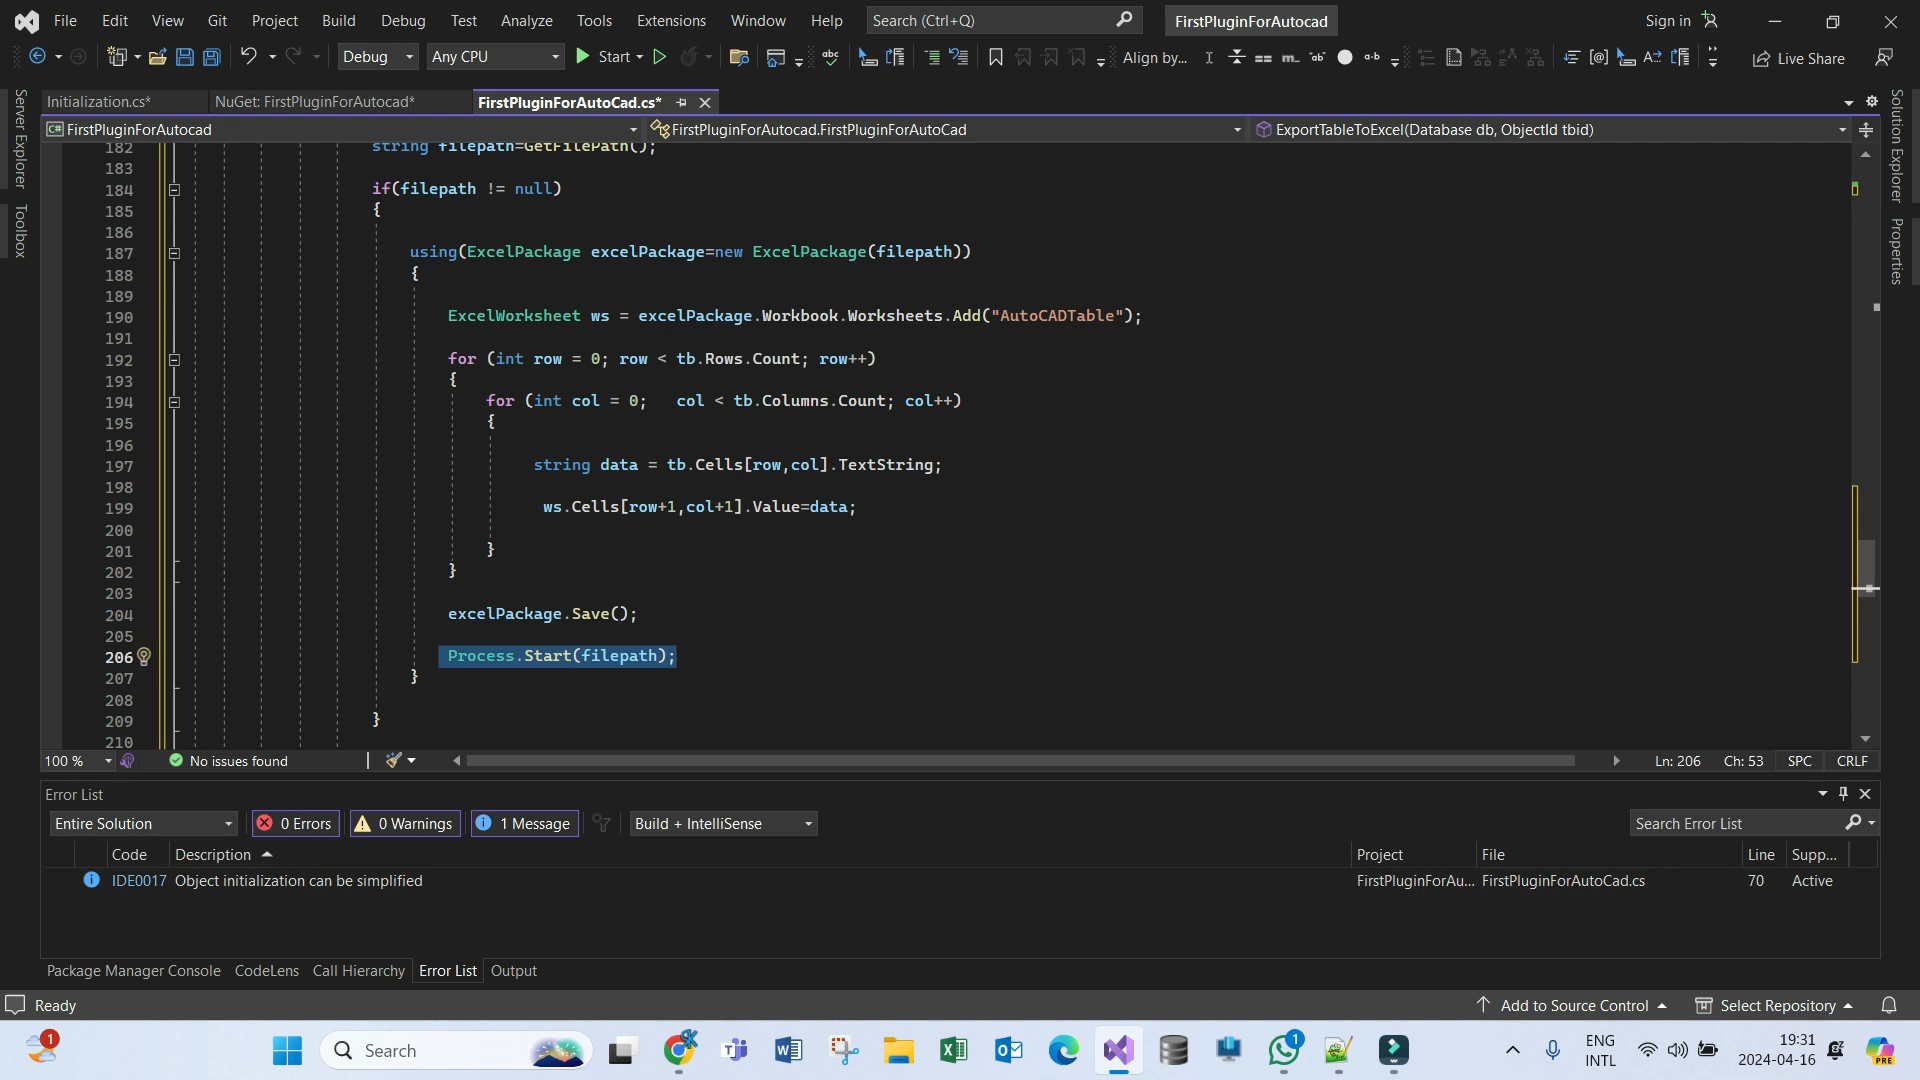 File Edit View Git Project Build Debug Test Analyze Tools Extensions Window Help Search (Ctrl+Q) FirstPluginForAutocad Sign in
Debug Any CPU Start Align by... Live Share
Initialization.cs* NuGet: FirstPluginForAutocad* FirstPluginForAutoCad.cs*
FirstPluginForAutocad FirstPluginForAutocad.FirstPluginForAutoCad ExportTableToExcel(Database db, ObjectId tbid)
Server Explorer
Toolbox
Solution Explorer
Properties
182 string filepath=GetFilePath();
183
184 if(filepath != null)
185 {
186
187 using(ExcelPackage excelPackage=new ExcelPackage(filepath))
188 {
189
190 ExcelWorksheet ws = excelPackage.Workbook.Worksheets.Add("AutoCADTable");
191
192 for (int row = 0; row < tb.Rows.Count; row++)
193 {
194 for (int col = 0; col < tb.Columns.Count; col++)
195 {
196
197 string data = tb.Cells[row,col].TextString;
198
199 ws.Cells[row+1,col+1].Value=data;
200
201 }
202 }
203
204 excelPackage.Save();
205
206 Process.Start(filepath);
207 }
208
209 }
210
100 % No issues found Ln: 206 Ch: 53 SPC CRLF
Error List
Entire Solution 0 Errors 0 Warnings 1 Message Build + IntelliSense Search Error List
Code Description Project File Line Supp...
IDE0017 Object initialization can be simplified FirstPluginForAu... FirstPluginForAutoCad.cs 70 Active
Package Manager Console CodeLens Call Hierarchy Error List Output
Ready Add to Source Control Select Repository
1 Search 1 ENG 19:31
INTL 2024-04-16 PRE